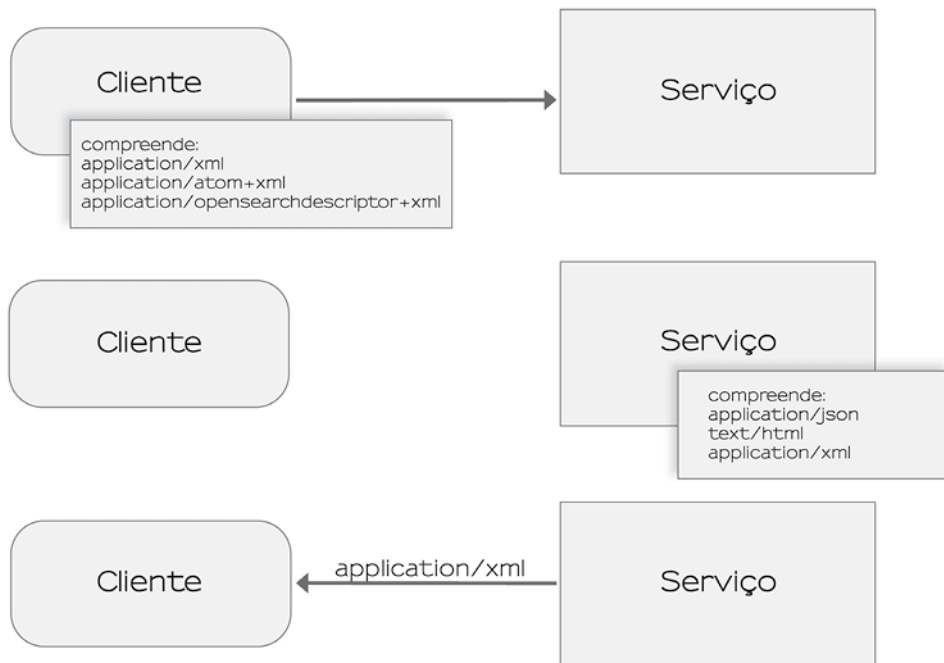 Cliente
Serviço
compreende:
application/xml
application/atom+xml
application/opensearchdescriptor+xml
Cliente
Serviço
compreende:
application/json
text/html
application/xml
Cliente
application/xml
Serviço